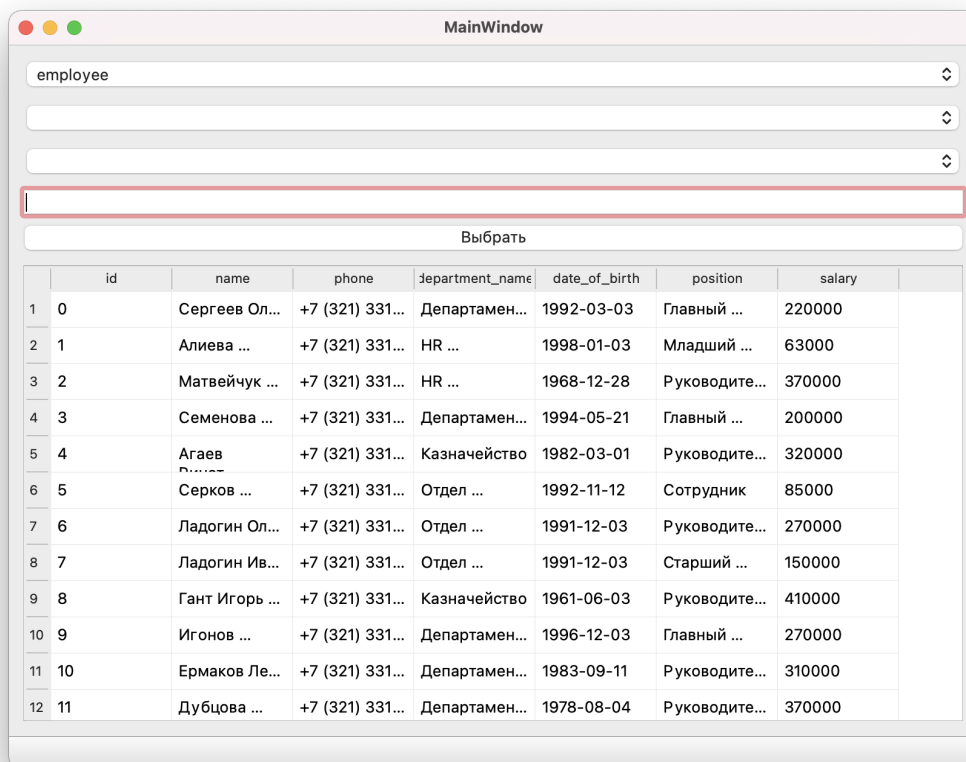 MainWindow
employee
Выбрать
id name phone department_name date_of_birth position salary
1 0 Сергеев Ол... +7 (321) 331... Департамен... 1992-03-03 Главный ... 220000
2 1 Алиева ... +7 (321) 331... HR ... 1998-01-03 Младший ... 63000
3 2 Матвейчук ... +7 (321) 331... HR ... 1968-12-28 Руководите... 370000
4 3 Семенова ... +7 (321) 331... Департамен... 1994-05-21 Главный ... 200000
5 4 Агаев +7 (321) 331... Казначейство 1982-03-01 Руководите... 320000
6 5 Серков ... +7 (321) 331... Отдел ... 1992-11-12 Сотрудник 85000
7 6 Ладогин Ол... +7 (321) 331... Отдел ... 1991-12-03 Руководите... 270000
8 7 Ладогин Ив... +7 (321) 331... Отдел ... 1991-12-03 Старший ... 150000
9 8 Гант Игорь ... +7 (321) 331... Казначейство 1961-06-03 Руководите... 410000
10 9 Игонов ... +7 (321) 331... Департамен... 1996-12-03 Главный ... 270000
11 10 Ермаков Ле... +7 (321) 331... Департамен... 1983-09-11 Руководите... 310000
12 11 Дубцова ... +7 (321) 331... Департамен... 1978-08-04 Руководите... 370000